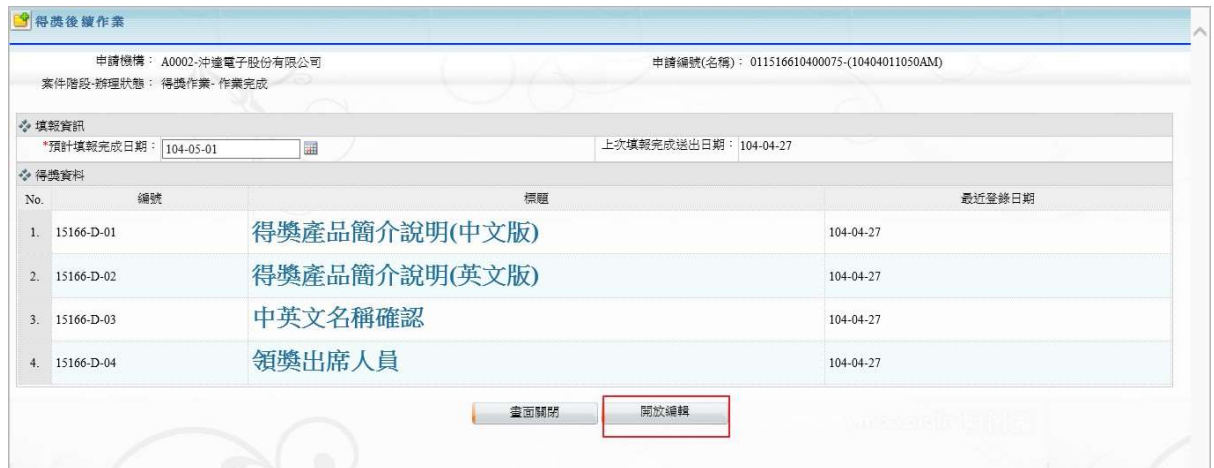 得獎後續作業
申請機構： A0002-沖達電子股份有限公司 申請編號(名稱)： 011516610400075-(10404011050AM)
案件階段-辦理狀態： 得獎作業- 作業完成
填報資訊
*預計填報完成日期： 104-05-01 上次填報完成送出日期： 104-04-27
得獎資料
No. 編號 標題 最近登錄日期
1. 15166-D-01 得獎產品簡介說明(中文版) 104-04-27
2. 15166-D-02 得獎產品簡介說明(英文版) 104-04-27
3. 15166-D-03 中英文名稱確認 104-04-27
4. 15166-D-04 領獎出席人員 104-04-27
畫面關閉 開放編輯